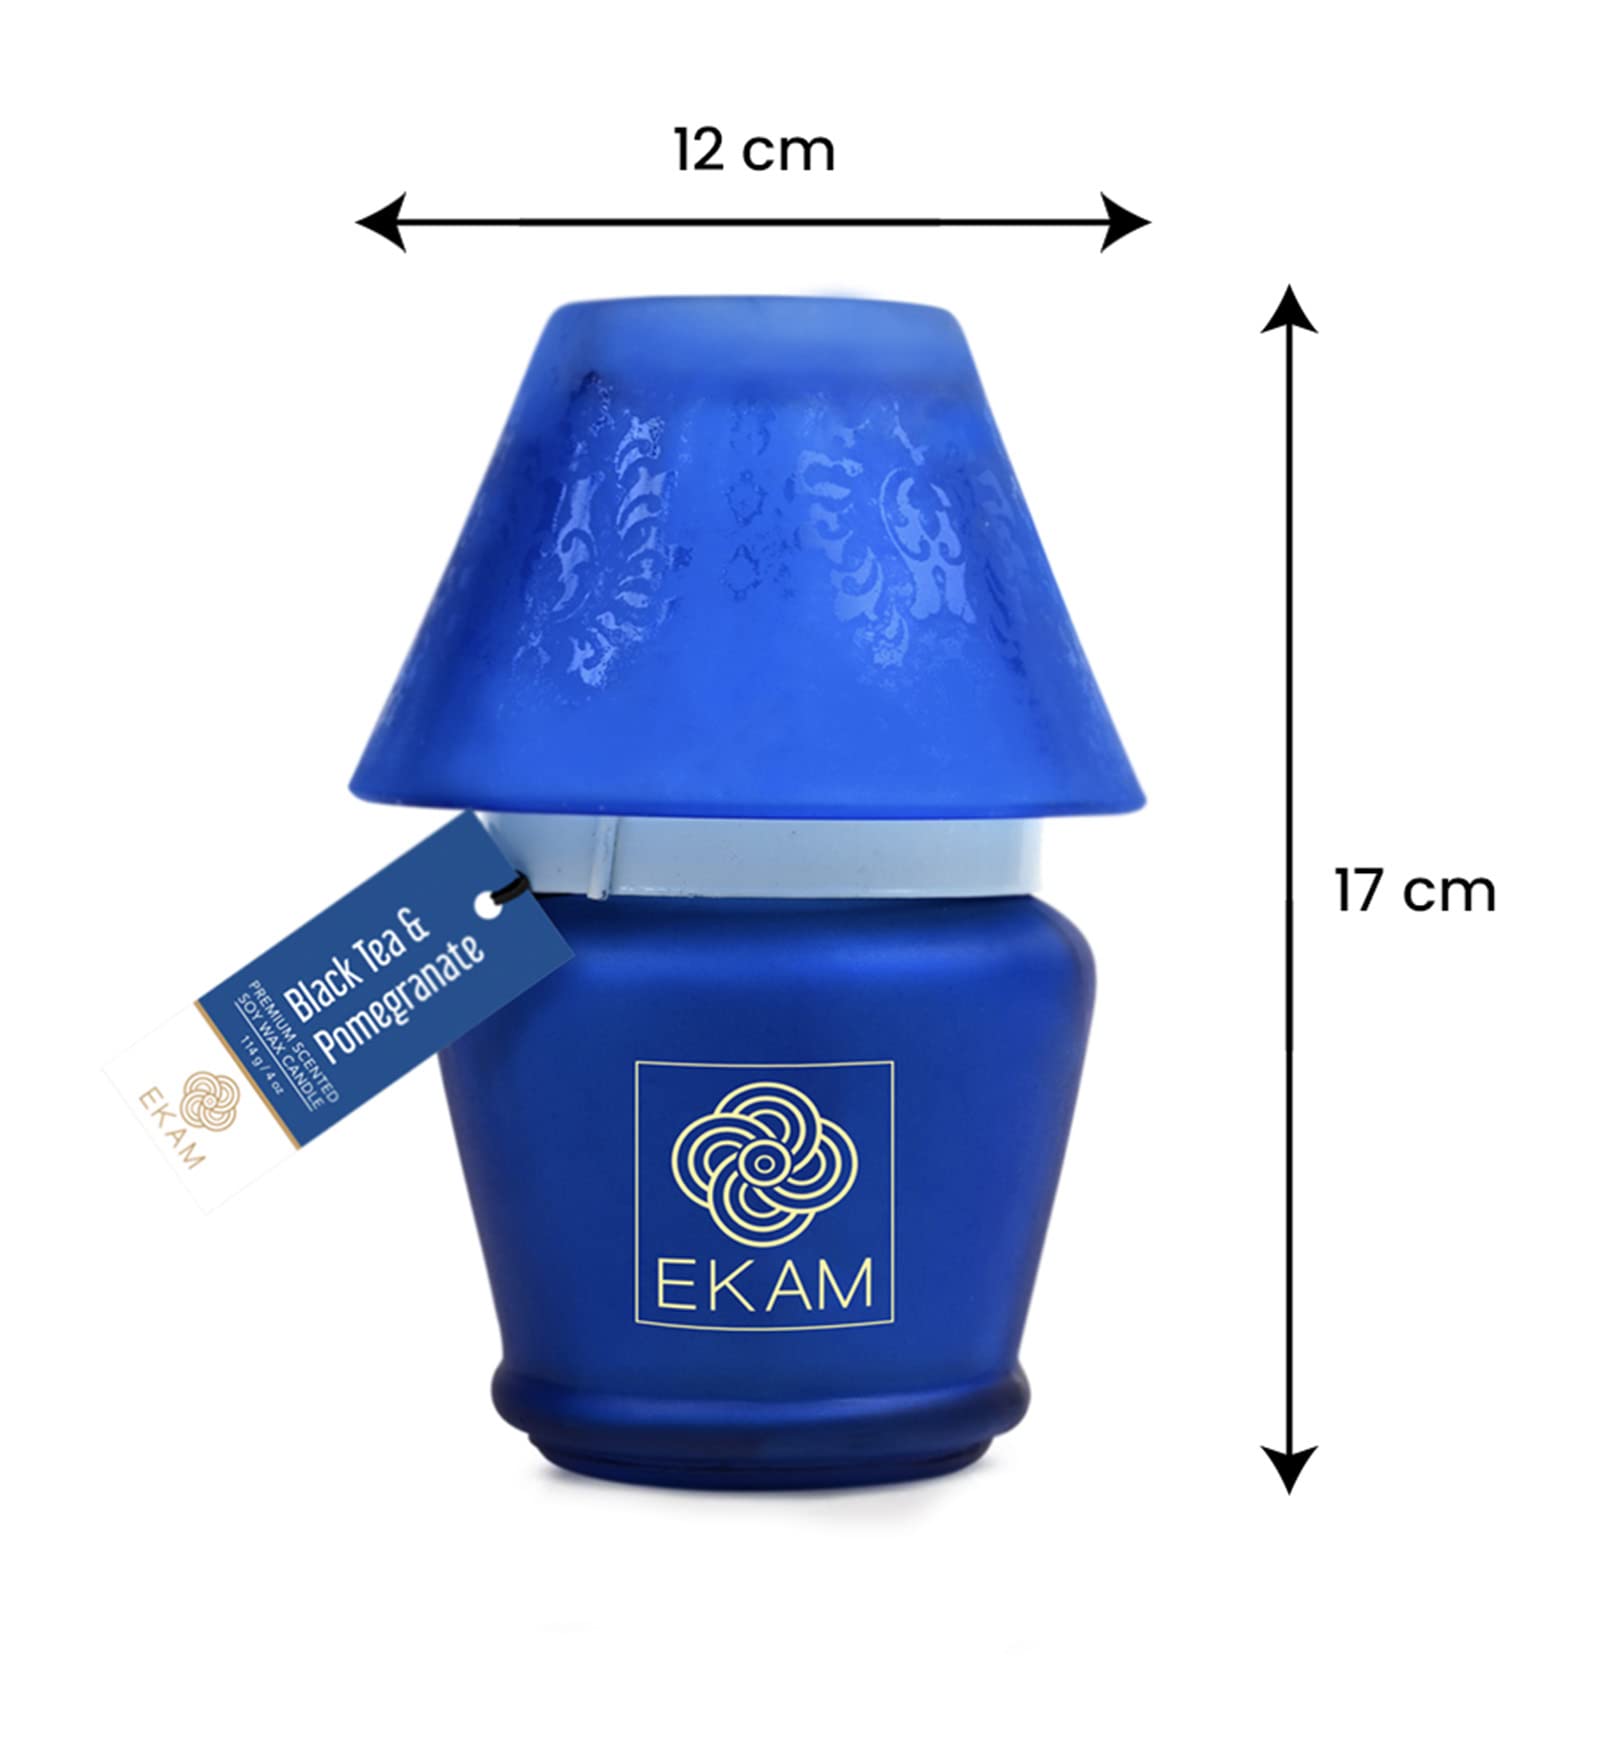 12 cm
17 cm
Black Tea &
Pomegranate
PREMIUM SCENTED
SOY WAX CANDLE
114 g / 4 oz
EKAM
EKAM